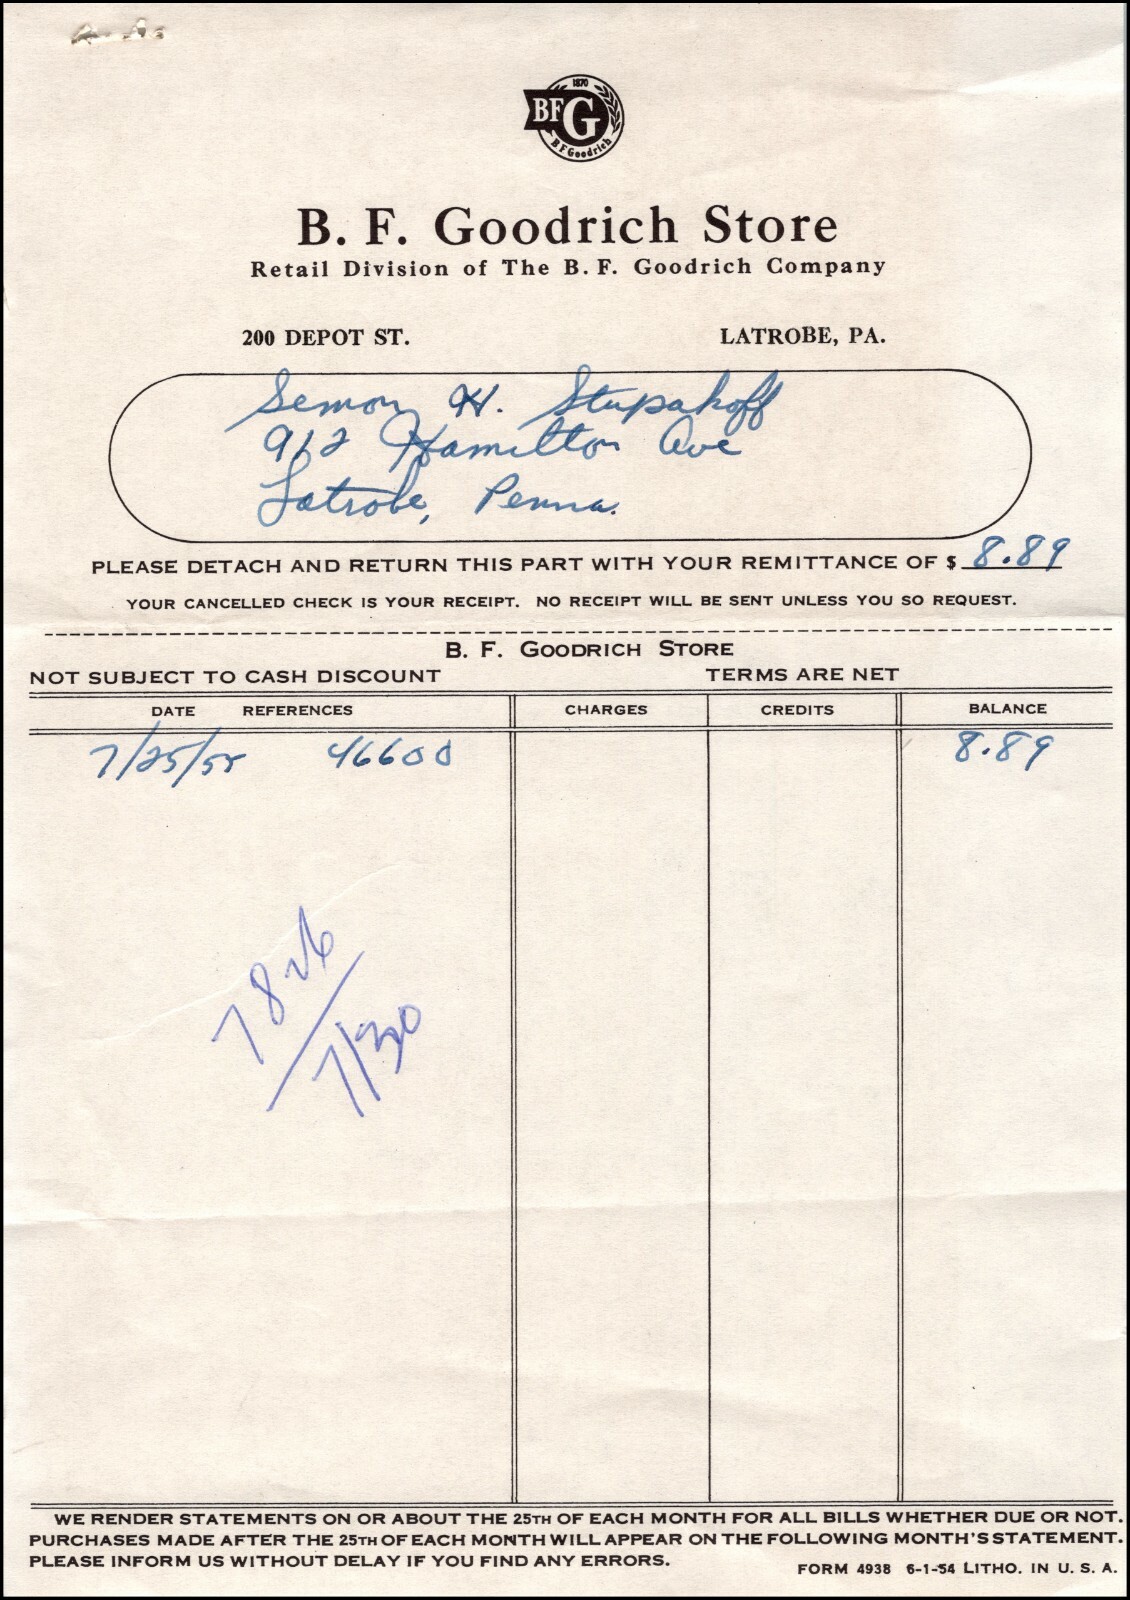 1870
BFG
B F Goodrich
B. F. Goodrich Store
Retail Division of The B. F. Goodrich Company
200 DEPOT ST. LATROBE, PA.
Semon H. Stupakoff
912 Hamilton Ave
Latrobe, Penna.
PLEASE DETACH AND RETURN THIS PART WITH YOUR REMITTANCE OF $ 8.89
YOUR CANCELLED CHECK IS YOUR RECEIPT. NO RECEIPT WILL BE SENT UNLESS YOU SO REQUEST.
B. F. GOODRICH STORE
NOT SUBJECT TO CASH DISCOUNT TERMS ARE NET
DATE REFERENCES CHARGES CREDITS BALANCE
7/25/55 46600 8.89
7826
7/30
WE RENDER STATEMENTS ON OR ABOUT THE 25TH OF EACH MONTH FOR ALL BILLS WHETHER DUE OR NOT.
PURCHASES MADE AFTER THE 25TH OF EACH MONTH WILL APPEAR ON THE FOLLOWING MONTH'S STATEMENT.
PLEASE INFORM US WITHOUT DELAY IF YOU FIND ANY ERRORS.
FORM 4938 6-1-54 LITHO. IN U. S. A.